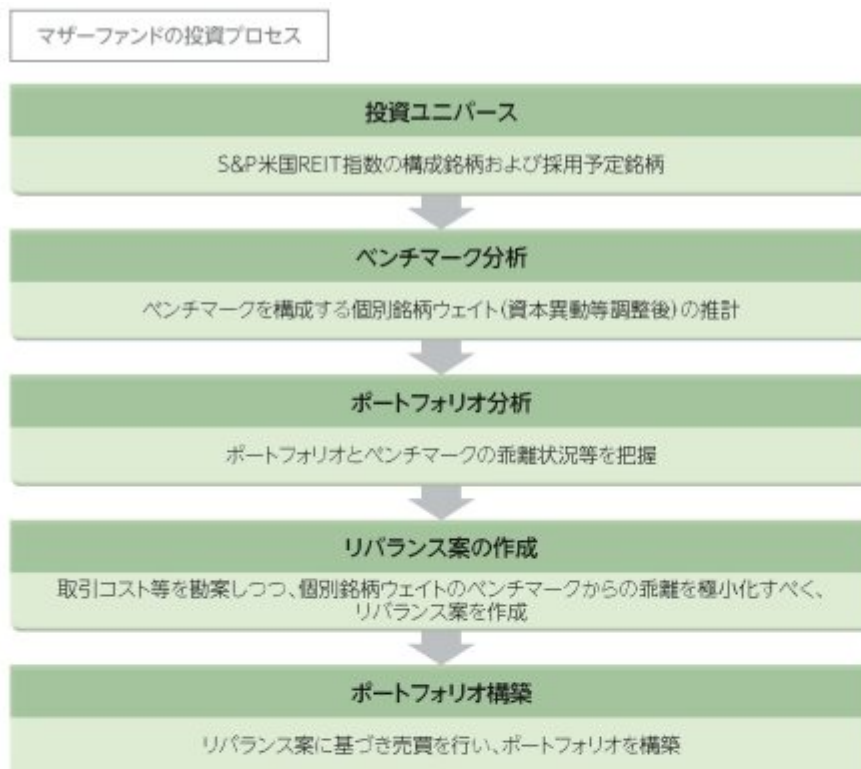 マザーファンドの投資プロセス
投資ユニバース
S&P米国REIT指数の構成銘柄および採用予定銘柄
ベンチマーク分析
ベンチマークを構成する個別銘柄ウェイト(資本異動等調整後)の推計
ポートフォリオ分析
ポートフォリオとベンチマークの乖離状況等を把握
リバランス案の作成
取引コスト等を勘案しつつ、個別銘柄ウェイトのベンチマークからの乖離を極小化すべく、
リバランス案を作成
ポートフォリオ構築
リバランス案に基づき売買を行い、ポートフォリオを構築